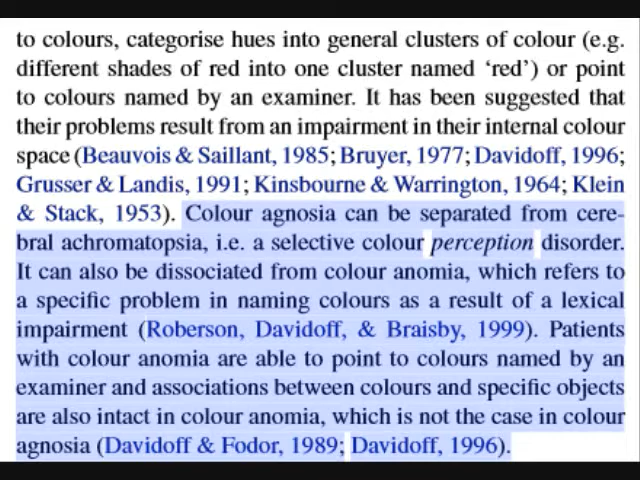 to colours, categorise hues into general clusters of colour (e.g.
different shades of red into one cluster named ‘red’) or point
to colours named by an examiner. It has been suggested that
their problems result from an impairment in their internal colour
space (Beauvois & Saillant, 1985; Bruyer, 1977; Davidoff, 1996;
Grusser & Landis, 1991; Kinsbourne & Warrington, 1964; Klein
& Stack, 1953). Colour agnosia can be separated from cere-
bral achromatopsia, i.e. a selective colour perception disorder.
It can also be dissociated from colour anomia, which refers to
a specific problem in naming colours as a result of a lexical
impairment (Roberson, Davidoff, & Braisby, 1999). Patients
with colour anomia are able to point to colours named by an
examiner and associations between colours and specific objects
are also intact in colour anomia, which is not the case in colour
agnosia (Davidoff & Fodor, 1989; Davidoff, 1996).